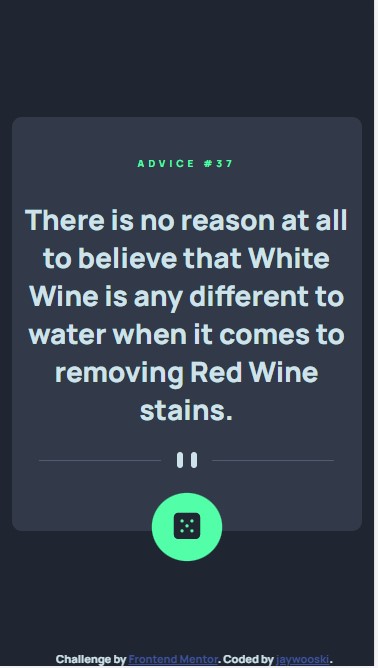 ADVICE #37
There is no reason at all
to believe that White
Wine is any different to
water when it comes to
removing Red Wine
stains.
Challenge by Frontend Mentor. Coded by jaywooski.